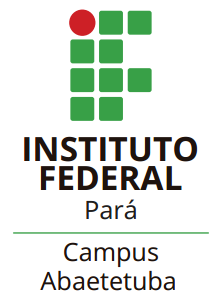 INSTITUTO
FEDERAL
Pará
Campus
Abaetetuba